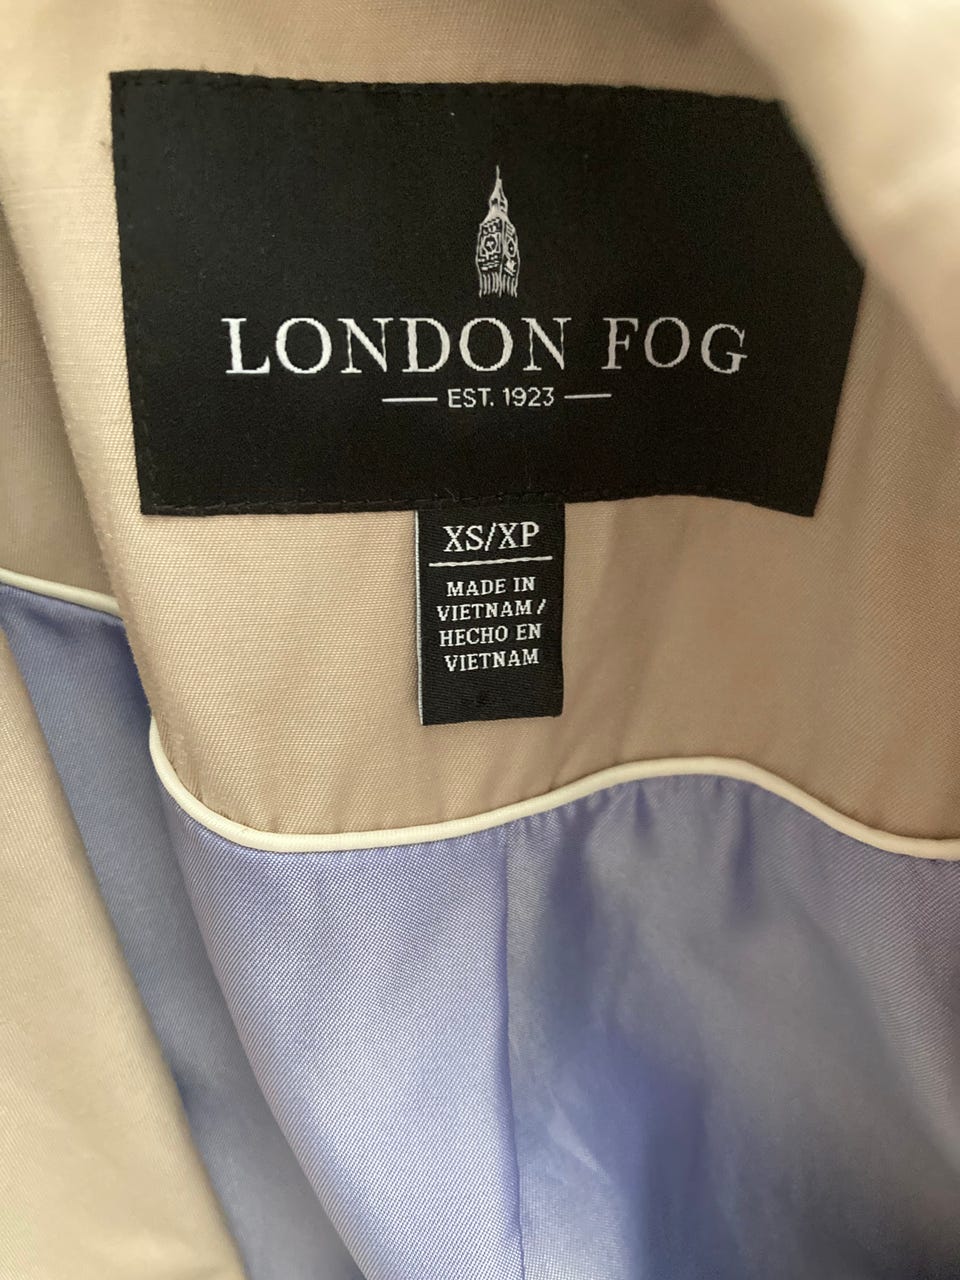 LONDON FOG
EST. 1923
XS/XP
MADE IN
VIETNAM /
HECHO EN
VIETNAM